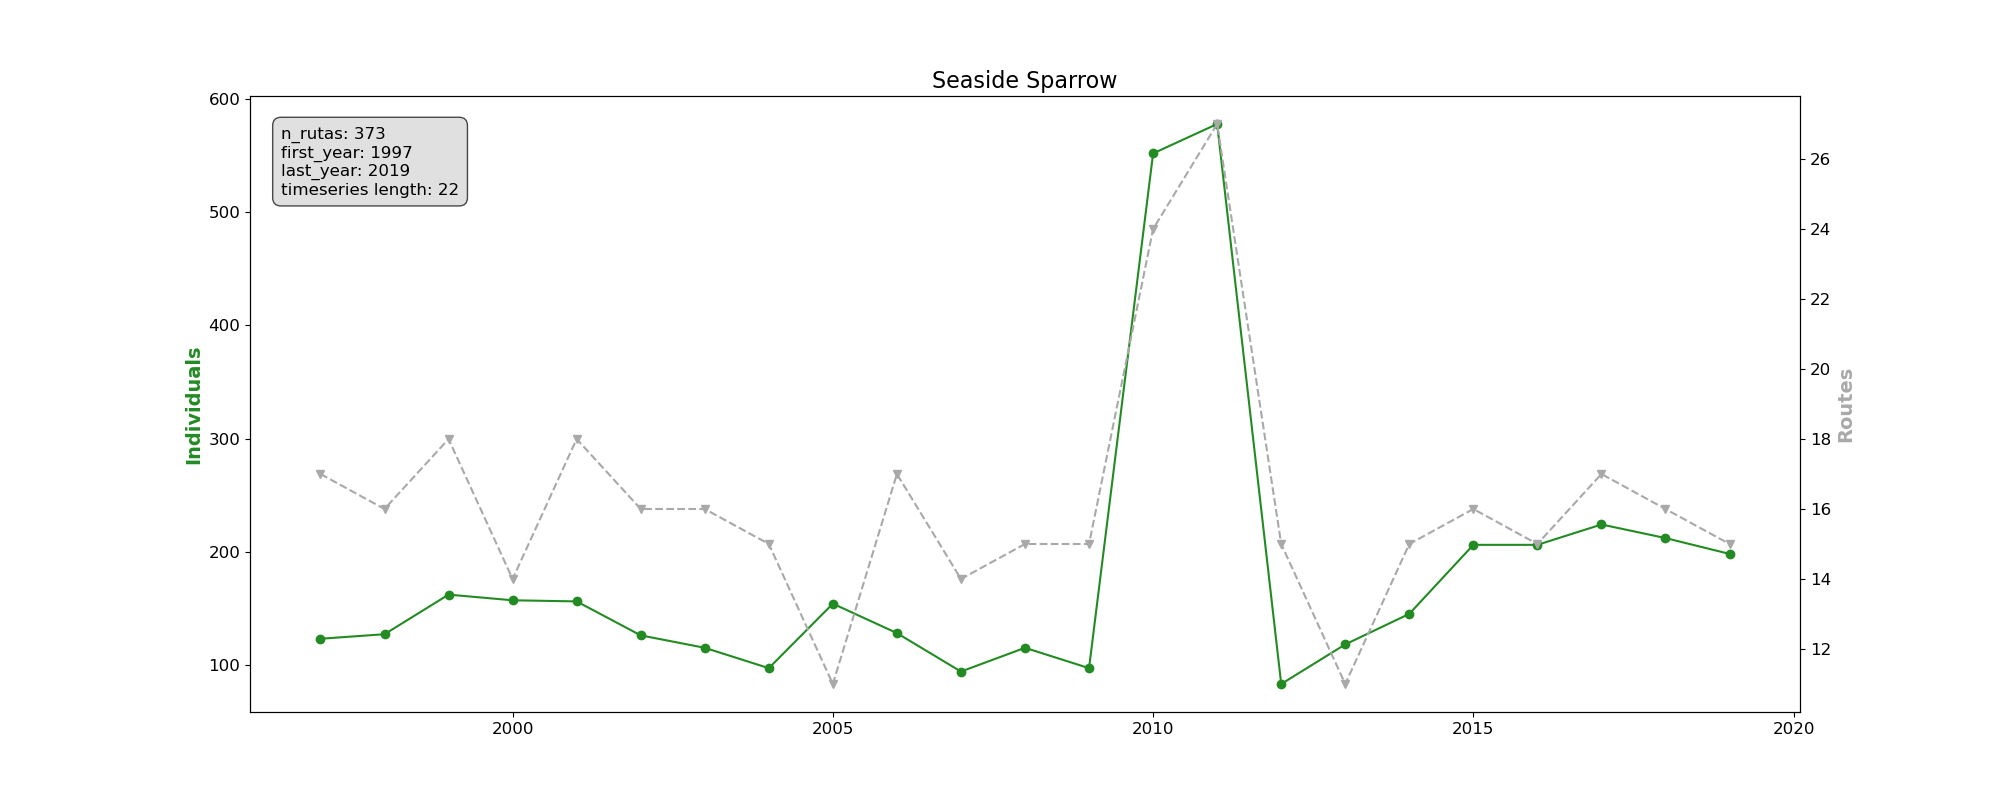 Seaside Sparrow
n_rutas: 373
first_year: 1997
last_year: 2019
timeseries length: 22
Individuals
600
500
400
300
200
100
26
24
22
20
18
16
14
12
Routes
2000
2005
2010
2015
2020